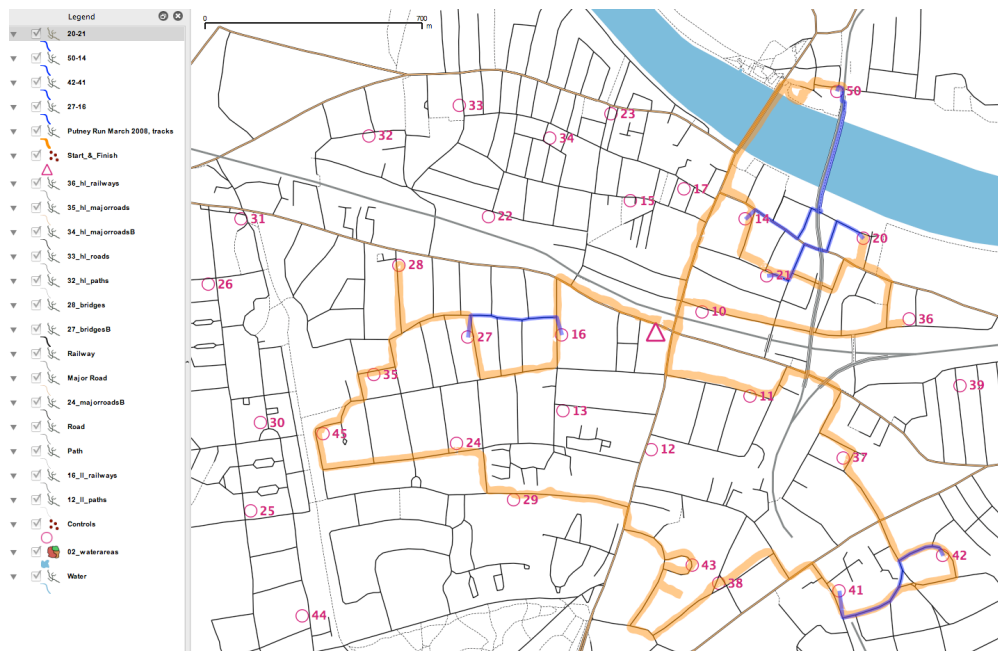 Legend
20-21
50-14
42-41
27-16
Putney Run March 2008, tracks
Start_&_Finish
36_hl_railways
35_hl_majorroads
34_hl_majorroadsB
33_hl_roads
32_hl_paths
28_bridges
27_bridgesB
Railway
Major Road
24_majorroadsB
Road
Path
16_ll_railways
12_ll_paths
Controls
02_waterareas
Water
0 700
m
50
33
23
32
34
17
15
22
31
14
20
28
21
26
10
36
16
27
35
39
11
13
30
45
24
12
37
29
25
42
43
38
41
44